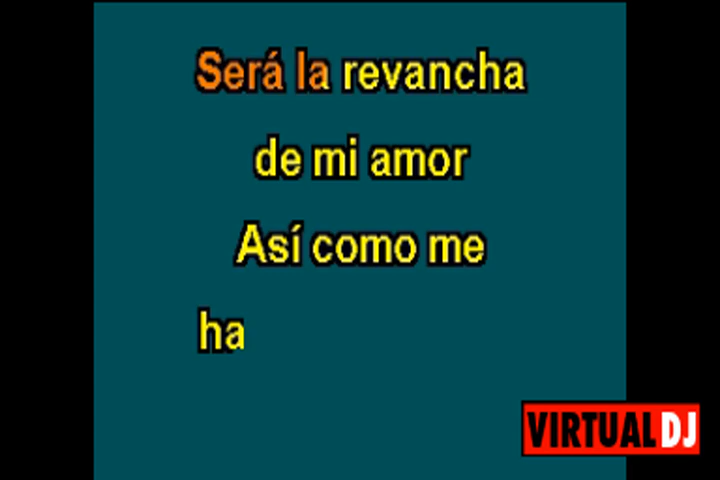 Será la revancha
de mi amor
Así como me
ha
VIRTUAL DJ